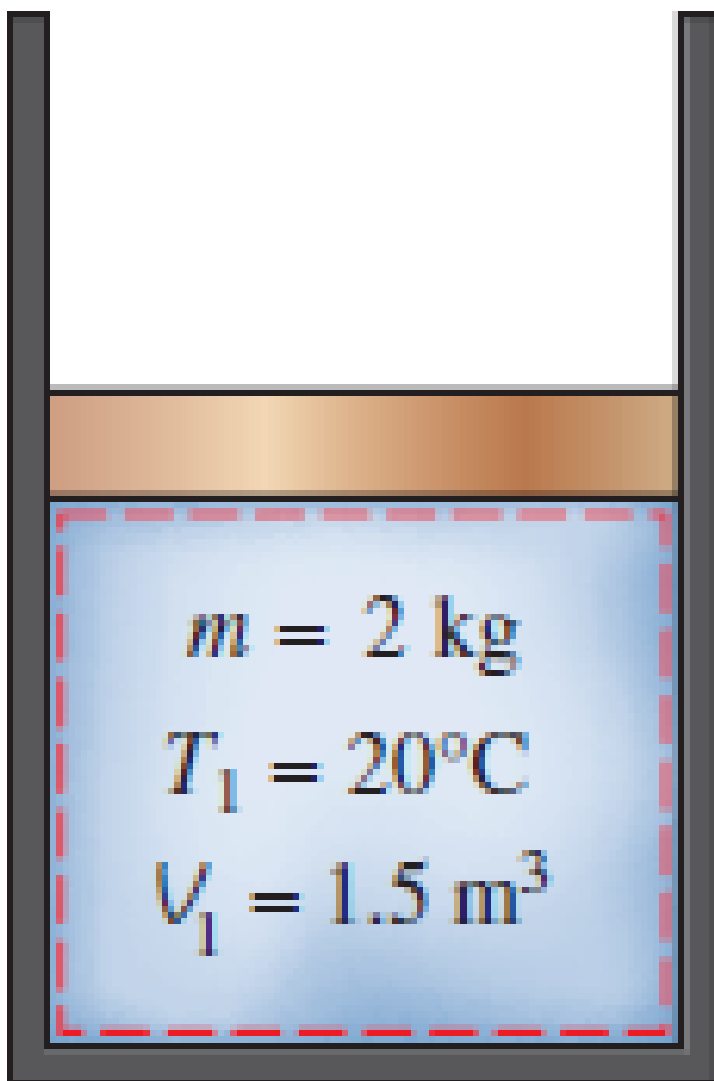 m = 2 kg
T₁ = 20°C
V₁ = 1.5 m³